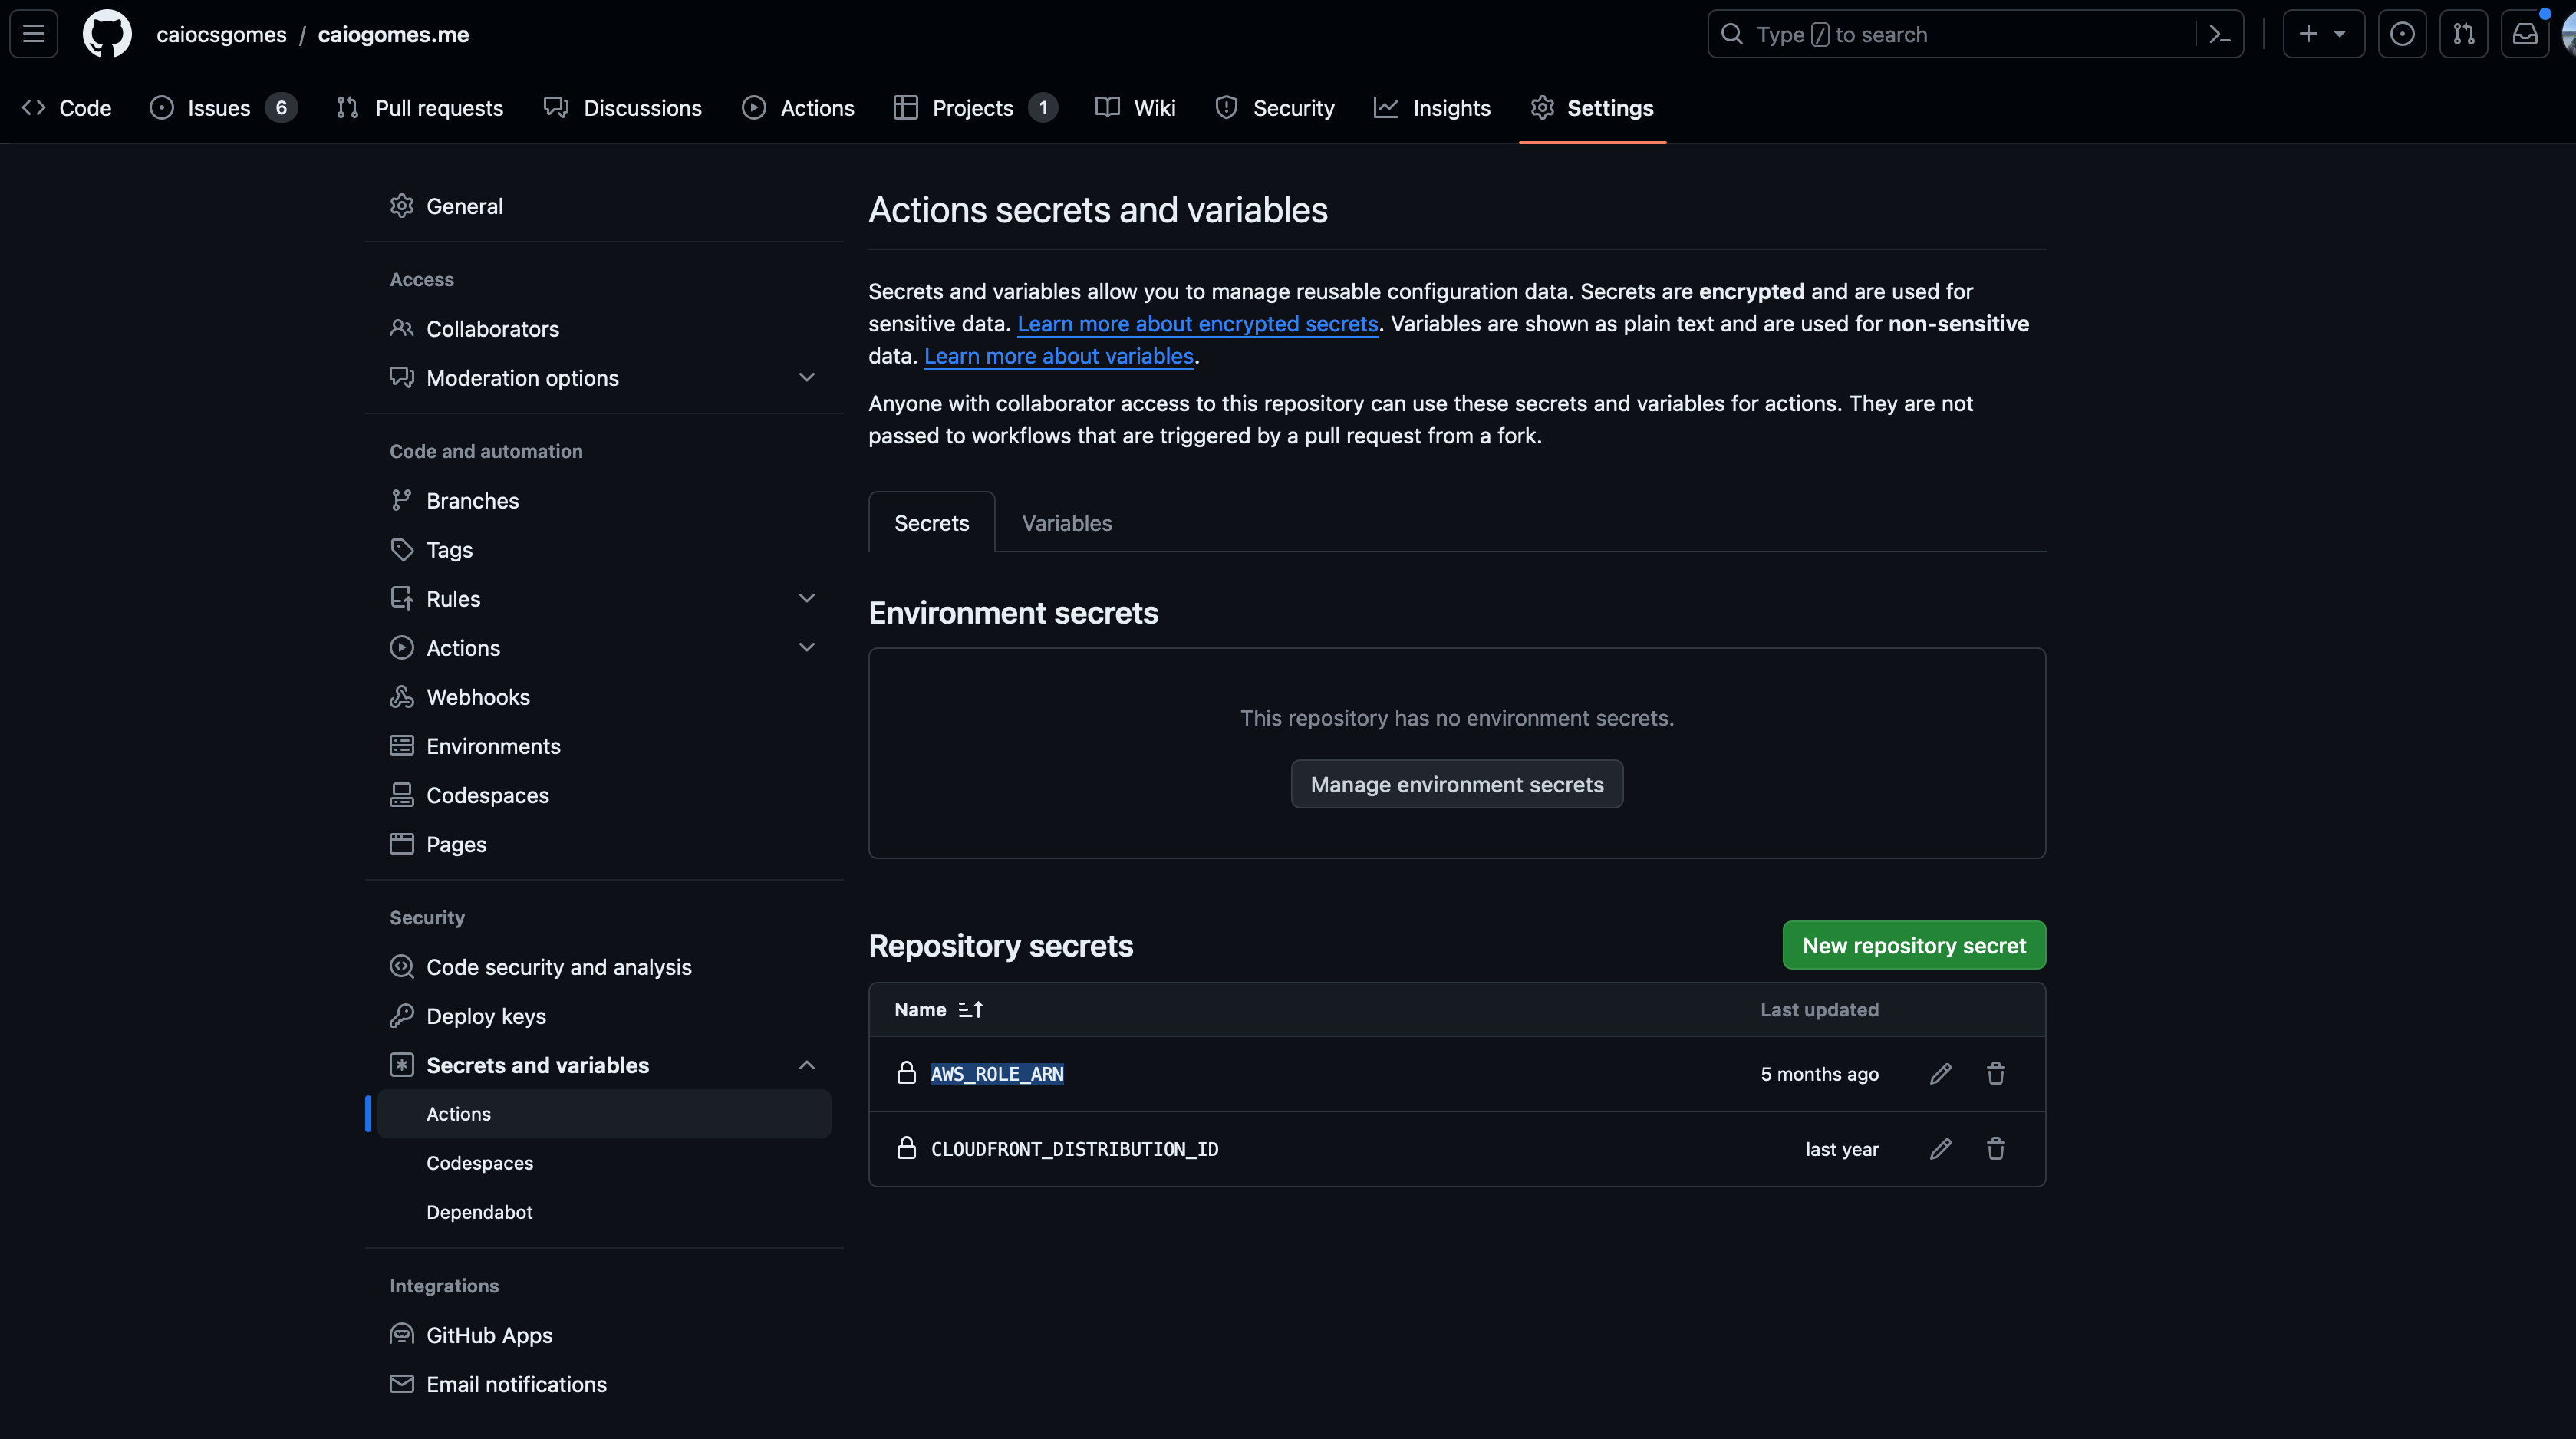 caiocsgomes / caiogomes.me
Type / to search
Code
Issues 6
Pull requests
Discussions
Actions
Projects 1
Wiki
Security
Insights
Settings
General
Access
Collaborators
Moderation options
Code and automation
Branches
Tags
Rules
Actions
Webhooks
Environments
Codespaces
Pages
Security
Code security and analysis
Deploy keys
Secrets and variables
Actions
Codespaces
Dependabot
Integrations
GitHub Apps
Email notifications
Actions secrets and variables
Secrets and variables allow you to manage reusable configuration data. Secrets are encrypted and are used for
sensitive data. Learn more about encrypted secrets. Variables are shown as plain text and are used for non-sensitive
data. Learn more about variables.
Anyone with collaborator access to this repository can use these secrets and variables for actions. They are not
passed to workflows that are triggered by a pull request from a fork.
Secrets
Variables
Environment secrets
This repository has no environment secrets.
Manage environment secrets
Repository secrets
New repository secret
Name
Last updated
AWS_ROLE_ARN
5 months ago
CLOUDFRONT_DISTRIBUTION_ID
last year